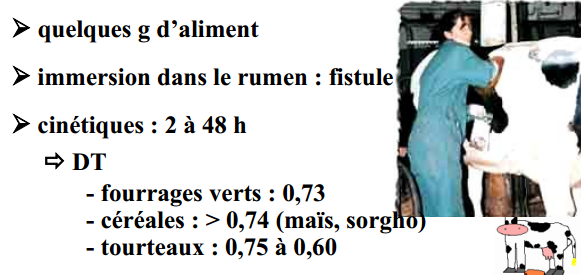 ➢ quelques g d’aliment
➢ immersion dans le rumen : fistule
➢ cinétiques : 2 à 48 h
⇨ DT
- fourrages verts : 0,73
- céréales : > 0,74 (maïs, sorgho)
- tourteaux : 0,75 à 0,60